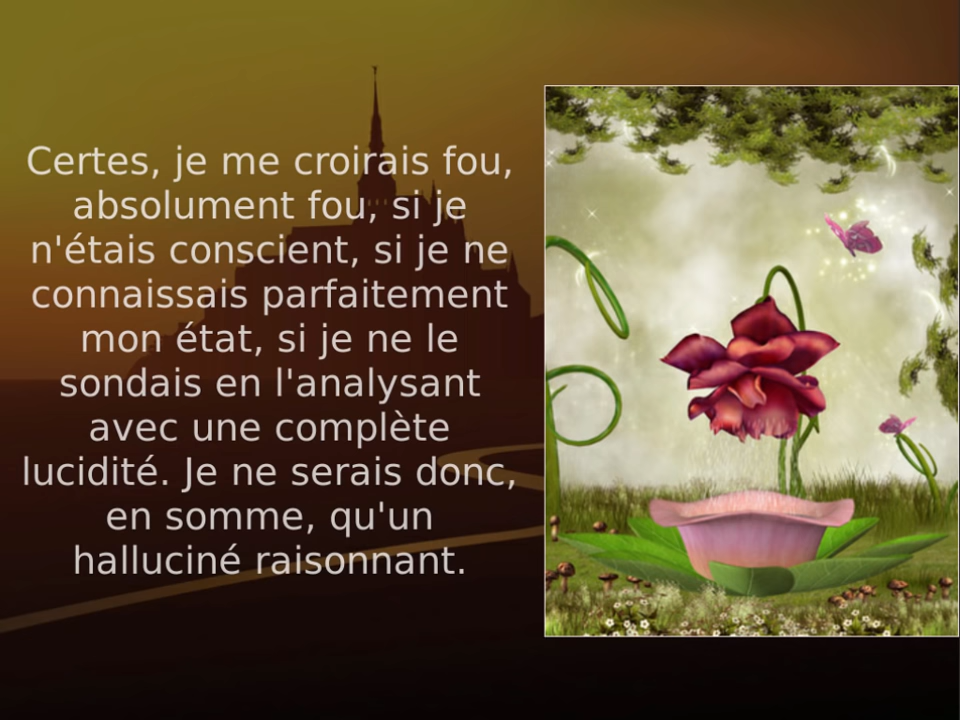 Certes, je me croirais fou,
absolument fou, si je
n'étais conscient, si je ne
connaissais parfaitement
mon état, si je ne le
sondais en l'analysant
avec une complète
lucidité. Je ne serais donc,
en somme, qu'un
halluciné raisonnant.